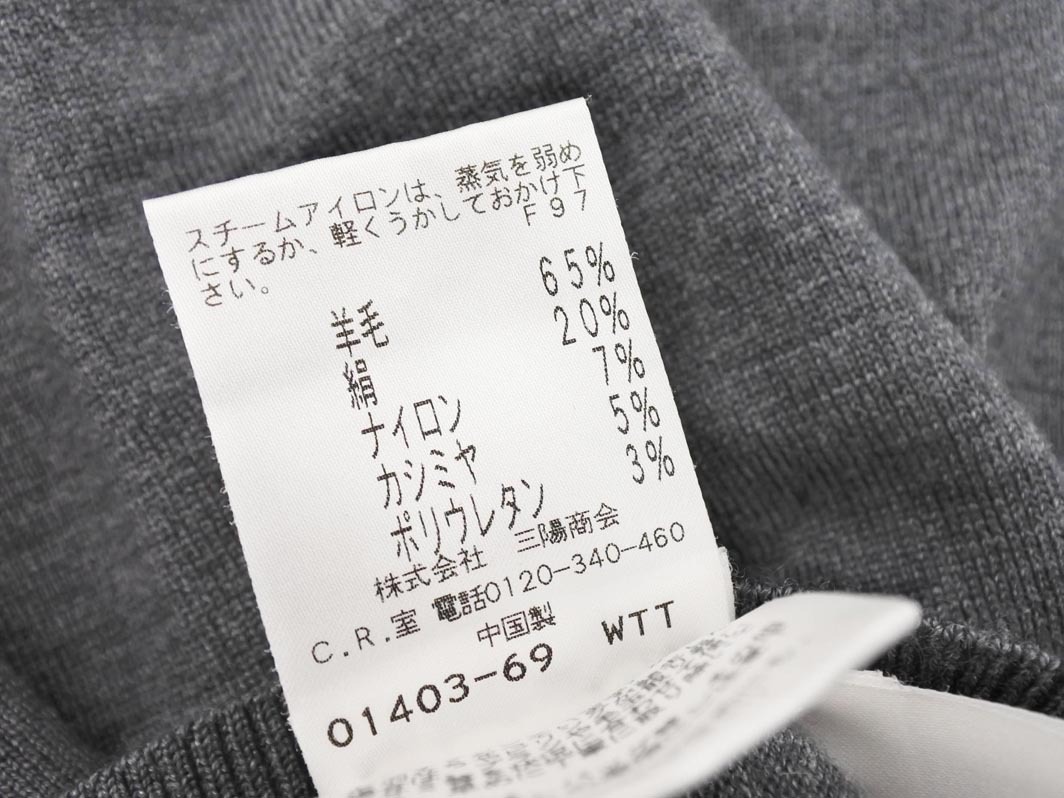 スチームアイロンは、蒸気を弱め
にするか、軽くうかしておかけ下
さい。 F97
羊毛 65%
絹 20%
ナイロン 7%
カシミヤ 5%
ポリウレタン 3%
株式会社 三陽商会
C.R.室 電話0120-340-460
中国製
01403-69 WTT